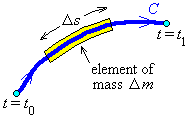 Δs
C
t = t₁
element of
mass Δm
t = t₀